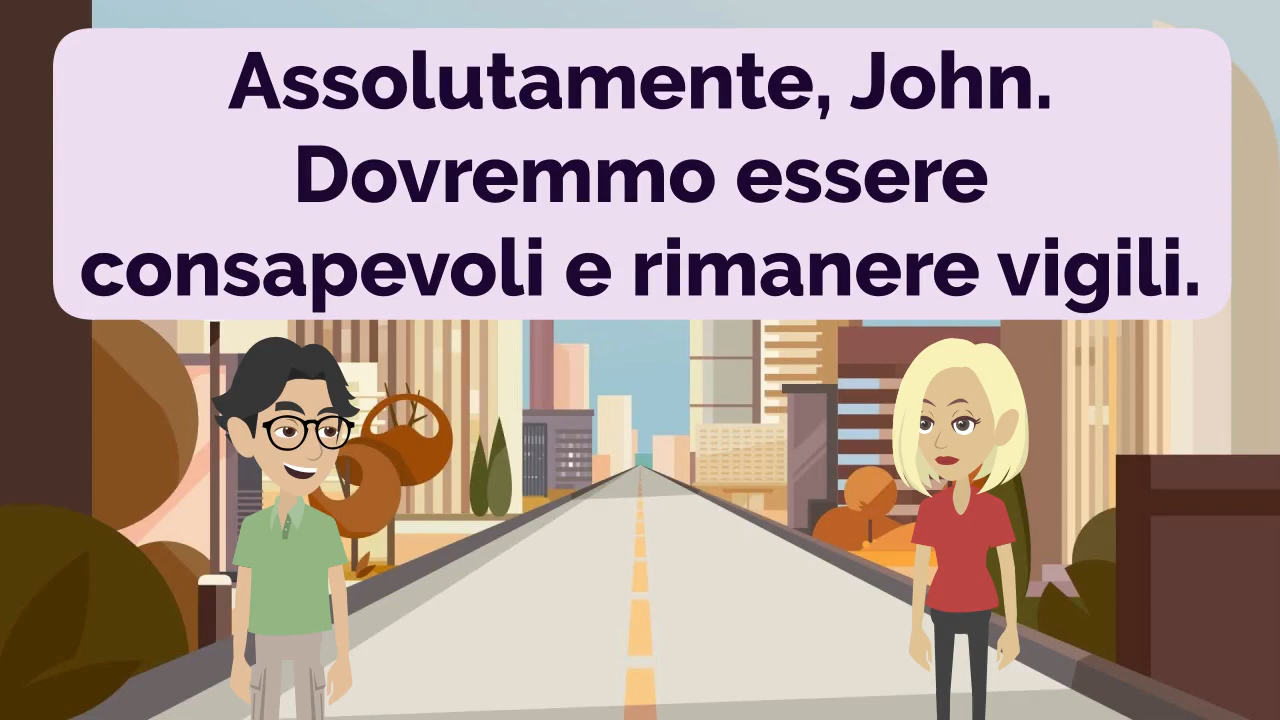 Assolutamente, John.
Dovremmo essere
consapevoli e rimanere vigili.